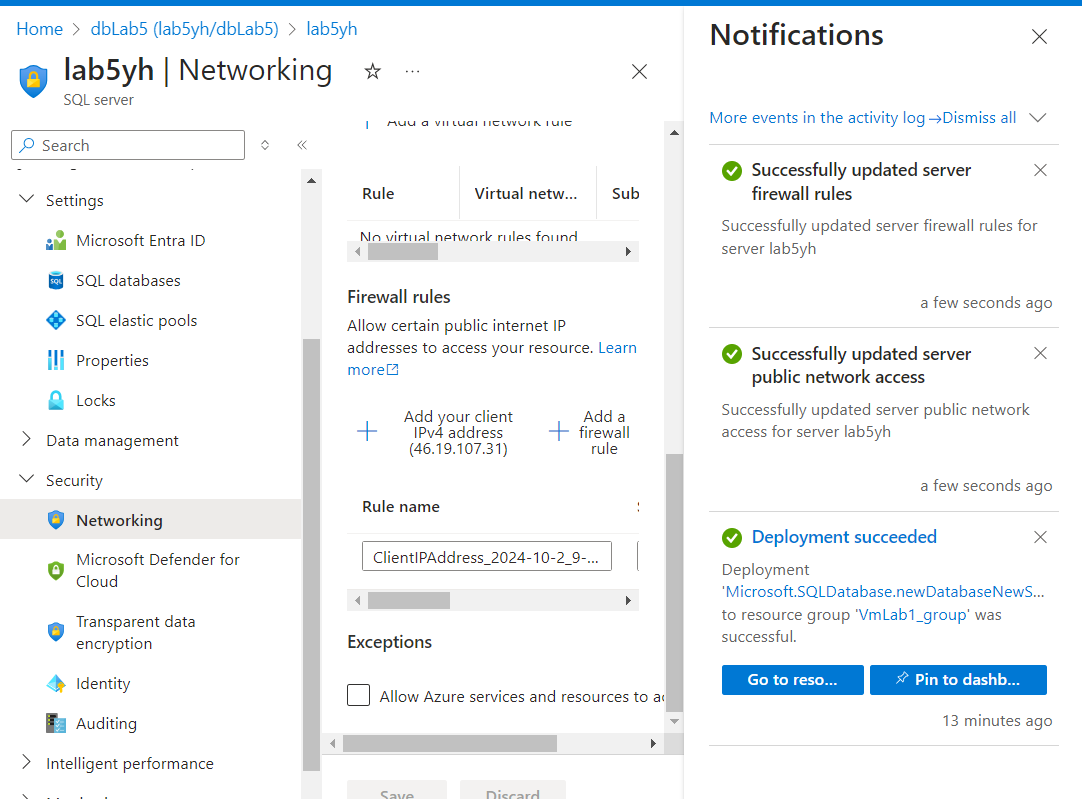 Home > dbLab5 (lab5yh/dbLab5) > lab5yh
lab5yh | Networking
SQL server
Search
Settings
Microsoft Entra ID
SQL databases
SQL elastic pools
Properties
Locks
Data management
Security
Networking
Microsoft Defender for
Cloud
Transparent data
encryption
Identity
Auditing
Intelligent performance
Add a virtual network rule
Rule
Virtual netw...
Sub
No virtual network rules found
Firewall rules
Allow certain public internet IP
addresses to access your resource. Learn
more
Add your client
IPv4 address
(46.19.107.31)
Add a
firewall
rule
Rule name
ClientIPAddress_2024-10-2_9-...
Exceptions
Allow Azure services and resources to ac
Save
Discard
Notifications
More events in the activity log →
Dismiss all
Successfully updated server
firewall rules
Successfully updated server firewall rules for
server lab5yh
a few seconds ago
Successfully updated server
public network access
Successfully updated server public network
access for server lab5yh
a few seconds ago
Deployment succeeded
Deployment
'Microsoft.SQLDatabase.newDatabaseNewS...
to resource group 'VmLab1_group' was
successful.
Go to reso...
Pin to dashb...
13 minutes ago